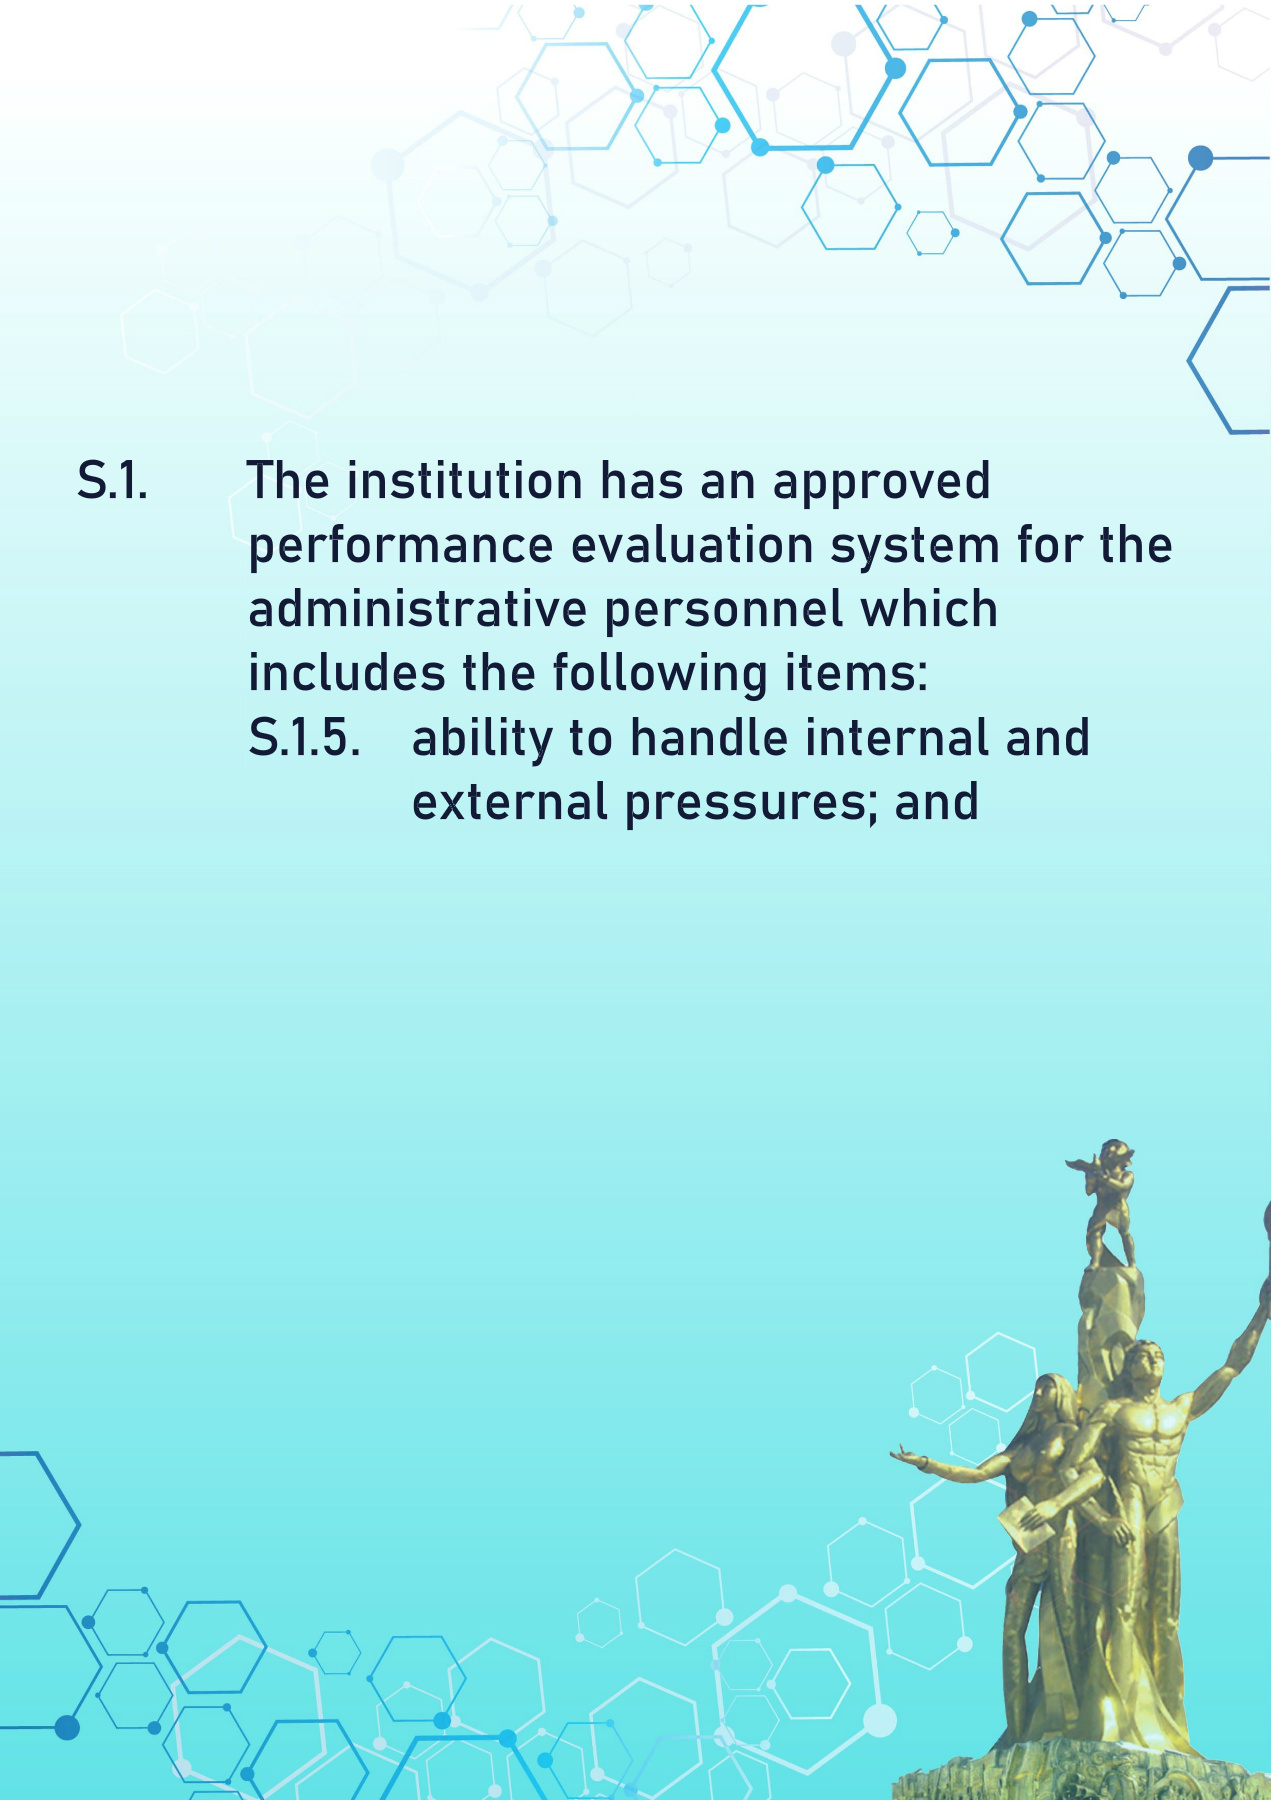 S.1. The institution has an approved
performance evaluation system for the
administrative personnel which
includes the following items:
S.1.5. ability to handle internal and
external pressures; and